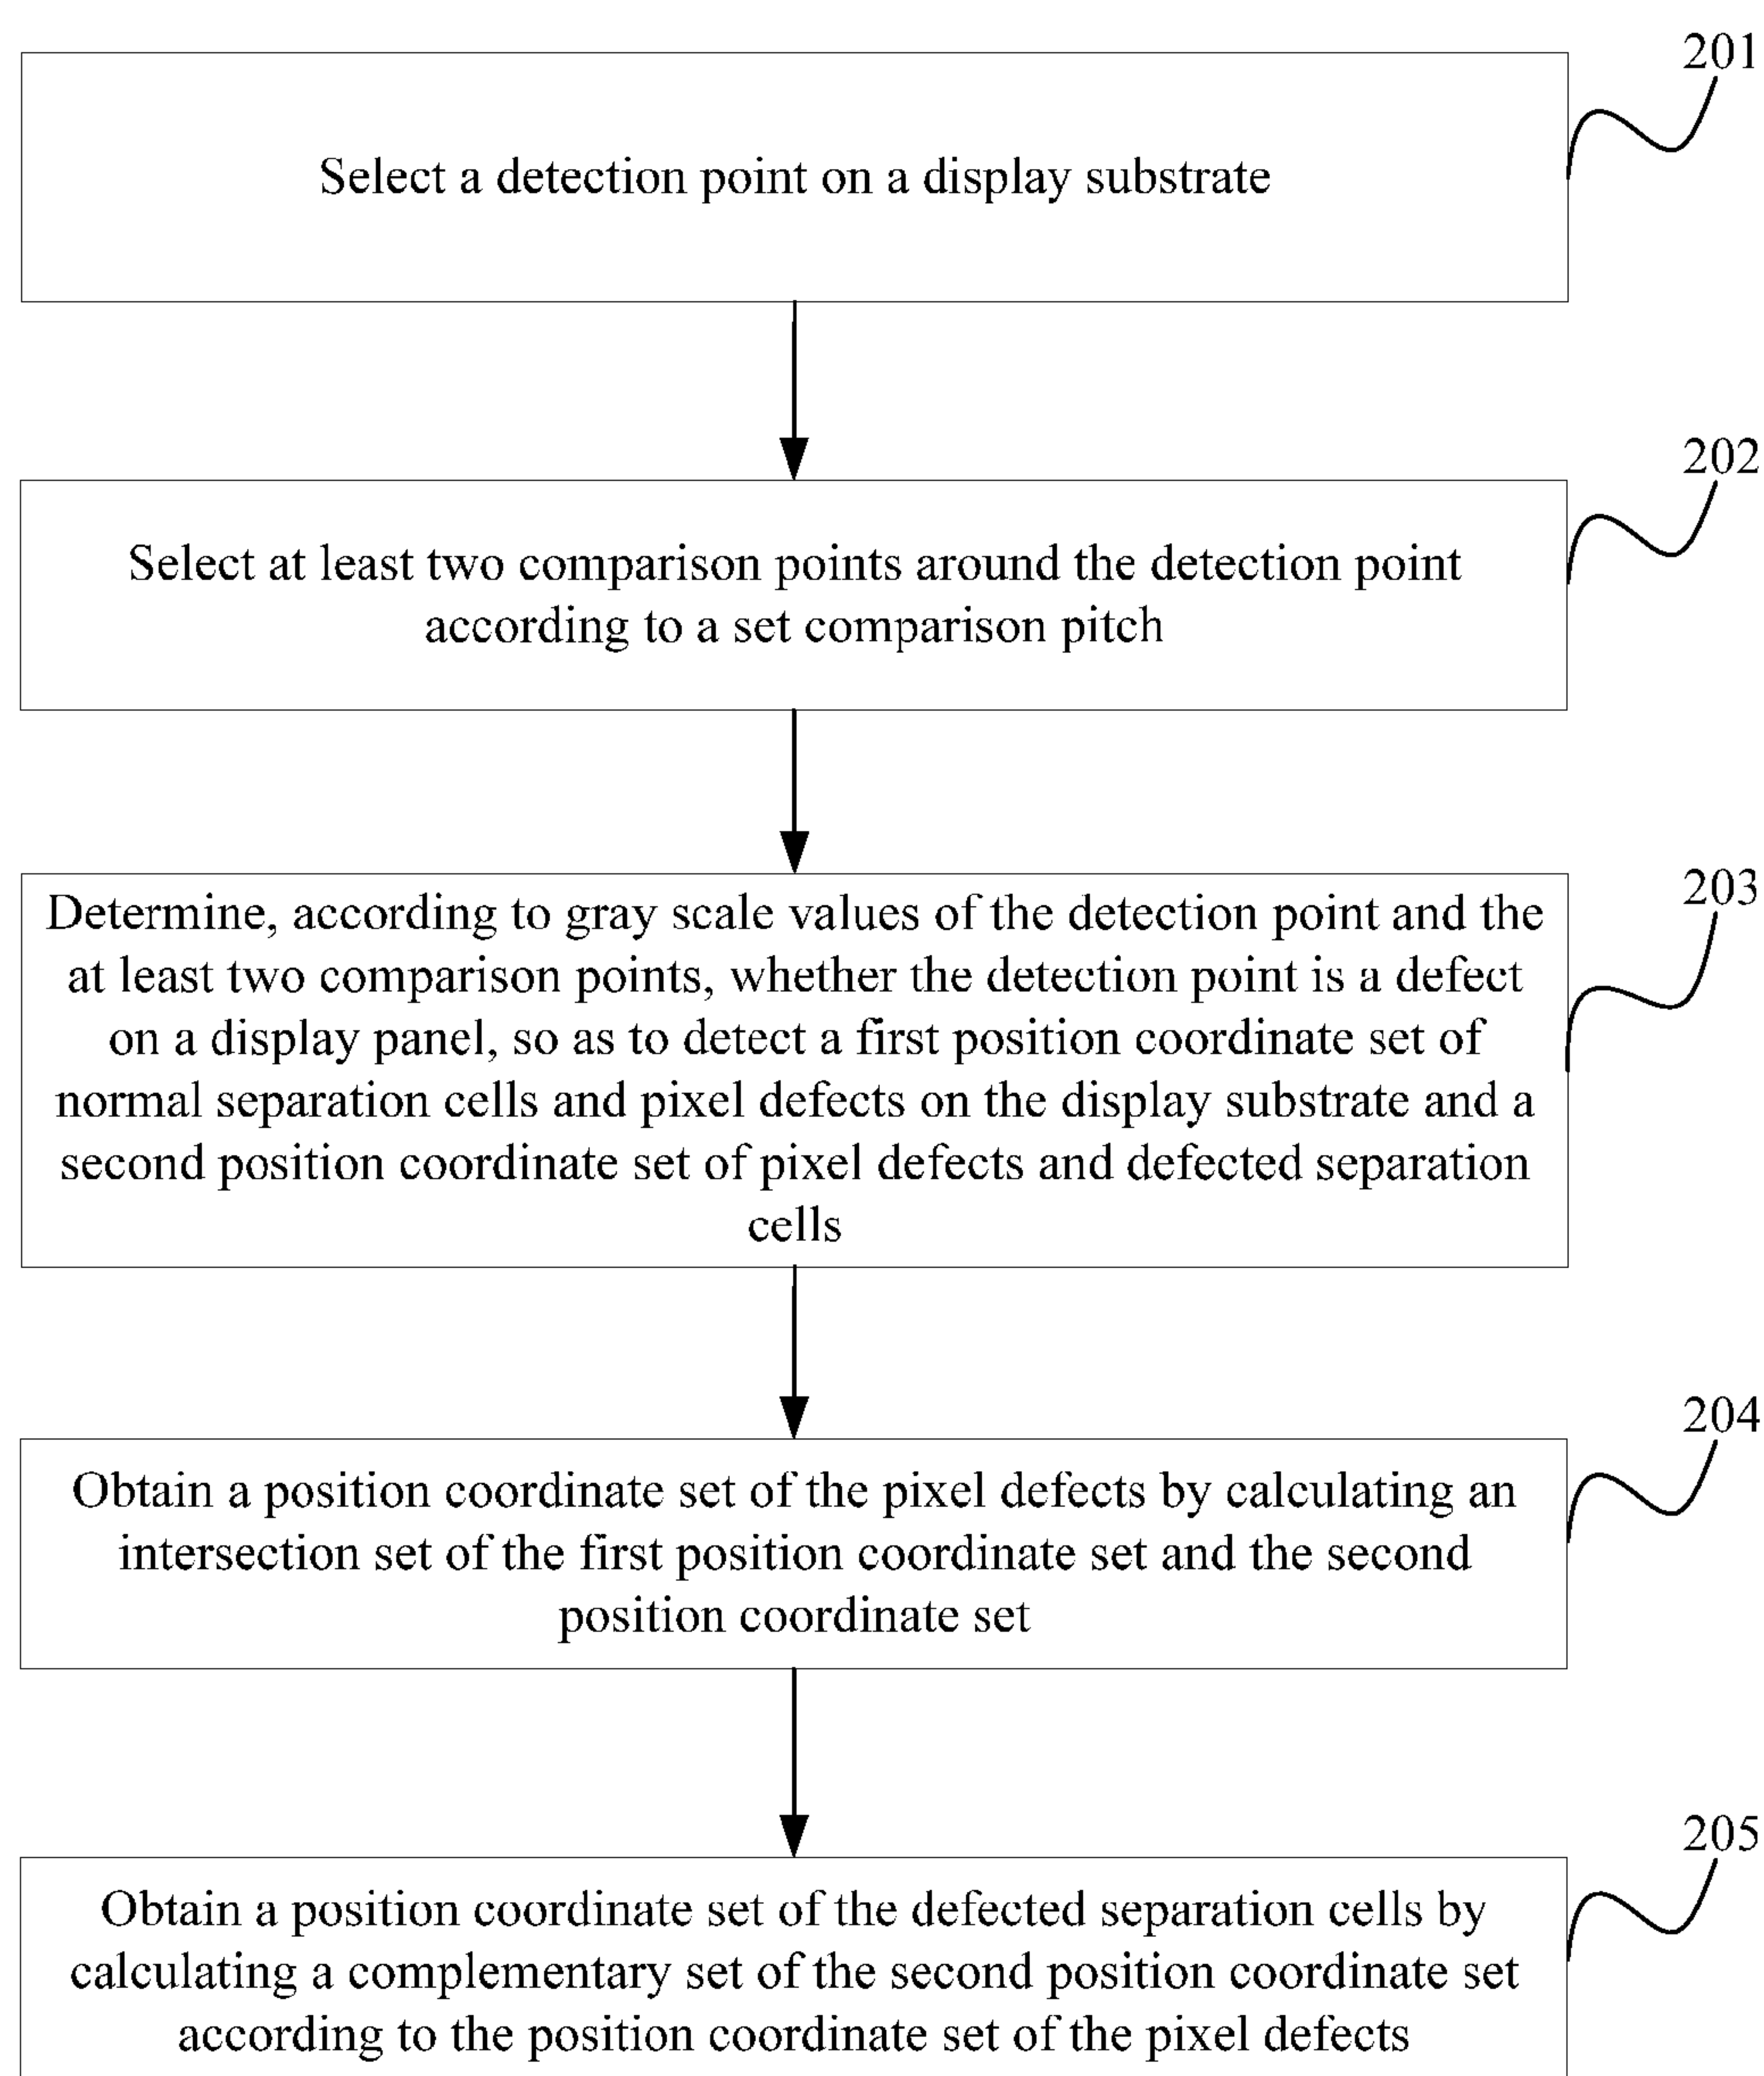 201
Select a detection point on a display substrate
202
Select at least two comparison points around the detection point
according to a set comparison pitch
203
Determine, according to gray scale values of the detection point and the
at least two comparison points, whether the detection point is a defect
on a display panel, so as to detect a first position coordinate set of
normal separation cells and pixel defects on the display substrate and a
second position coordinate set of pixel defects and defected separation
cells
204
Obtain a position coordinate set of the pixel defects by calculating an
intersection set of the first position coordinate set and the second
position coordinate set
205
Obtain a position coordinate set of the defected separation cells by
calculating a complementary set of the second position coordinate set
according to the position coordinate set of the pixel defects